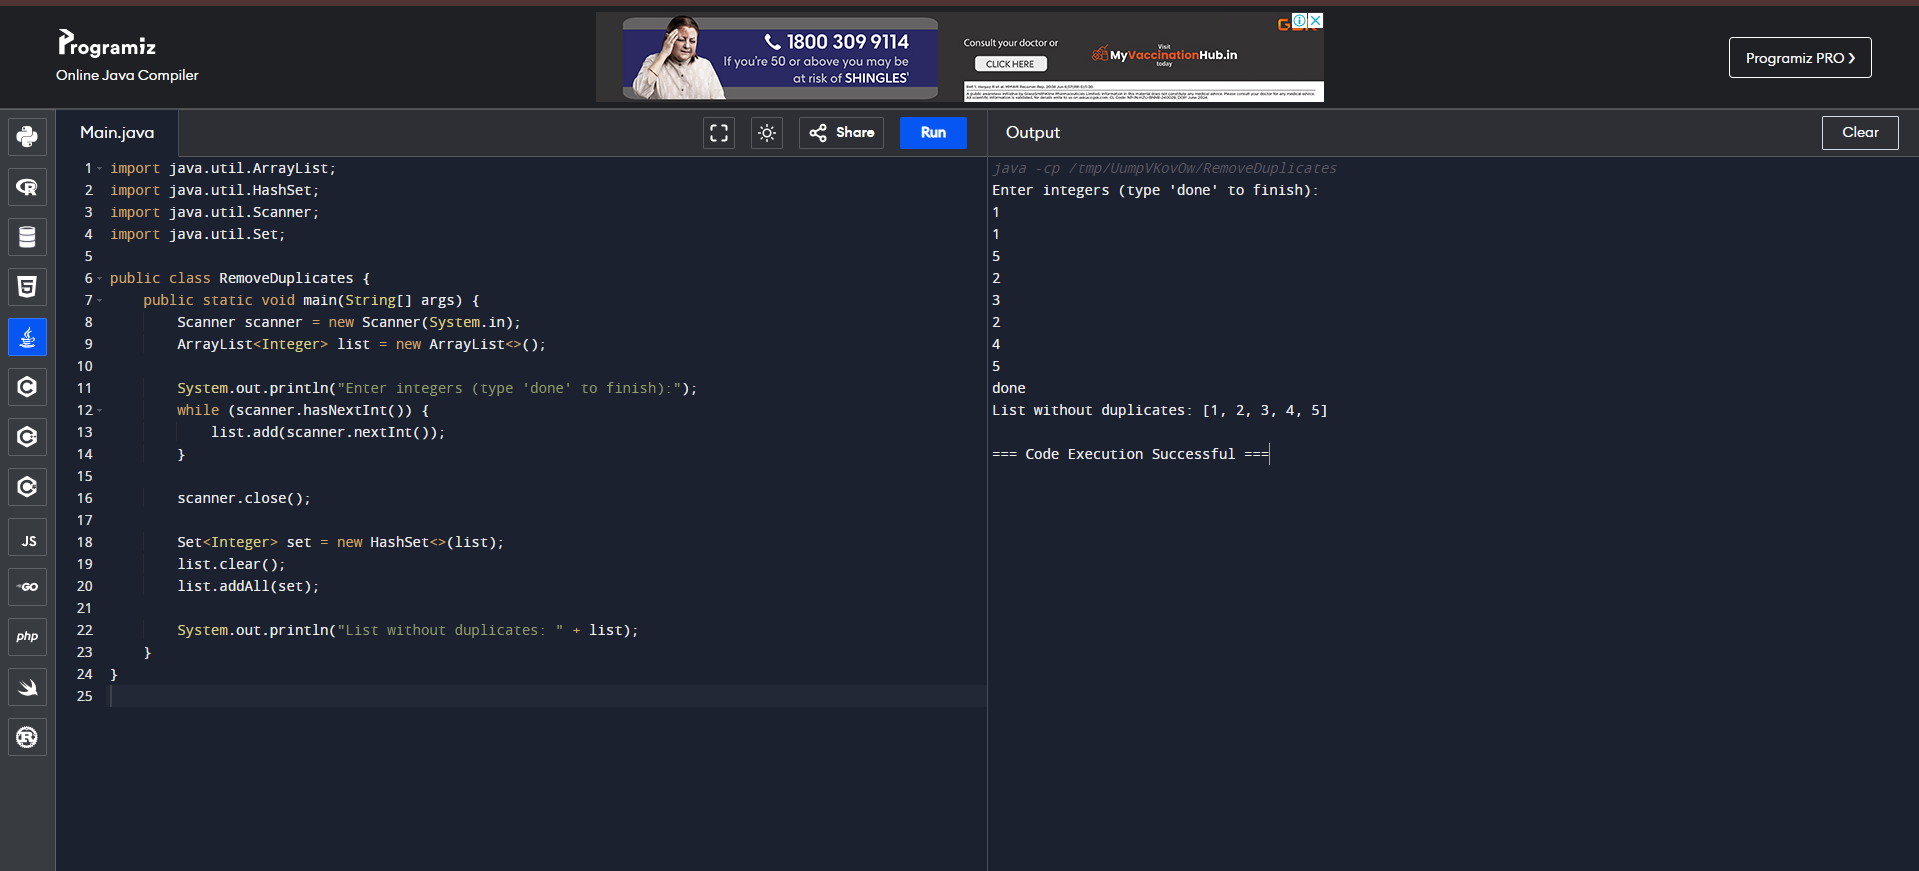 Programiz
Online Java Compiler
1800 309 9114
If you're 50 or above you may be
at risk of SHINGLES
Consult your doctor or
CLICK HERE
Visit
MyVaccinationHub.in
today
Programiz PRO ❯
Main.java
Share
Run
Output
Clear
1 import java.util.ArrayList;
2 import java.util.HashSet;
3 import java.util.Scanner;
4 import java.util.Set;
5
6 public class RemoveDuplicates {
7     public static void main(String[] args) {
8         Scanner scanner = new Scanner(System.in);
9         ArrayList<Integer> list = new ArrayList<>();
10
11         System.out.println("Enter integers (type 'done' to finish):");
12         while (scanner.hasNextInt()) {
13             list.add(scanner.nextInt());
14         }
15
16         scanner.close();
17
18         Set<Integer> set = new HashSet<>(list);
19         list.clear();
20         list.addAll(set);
21
22         System.out.println("List without duplicates: " + list);
23     }
24 }
25
java -cp /tmp/UumpVKovOw/RemoveDuplicates
Enter integers (type 'done' to finish):
1
1
5
2
3
2
4
5
done
List without duplicates: [1, 2, 3, 4, 5]
=== Code Execution Successful ===
R
5
C
C
C
JS
GO
php
R